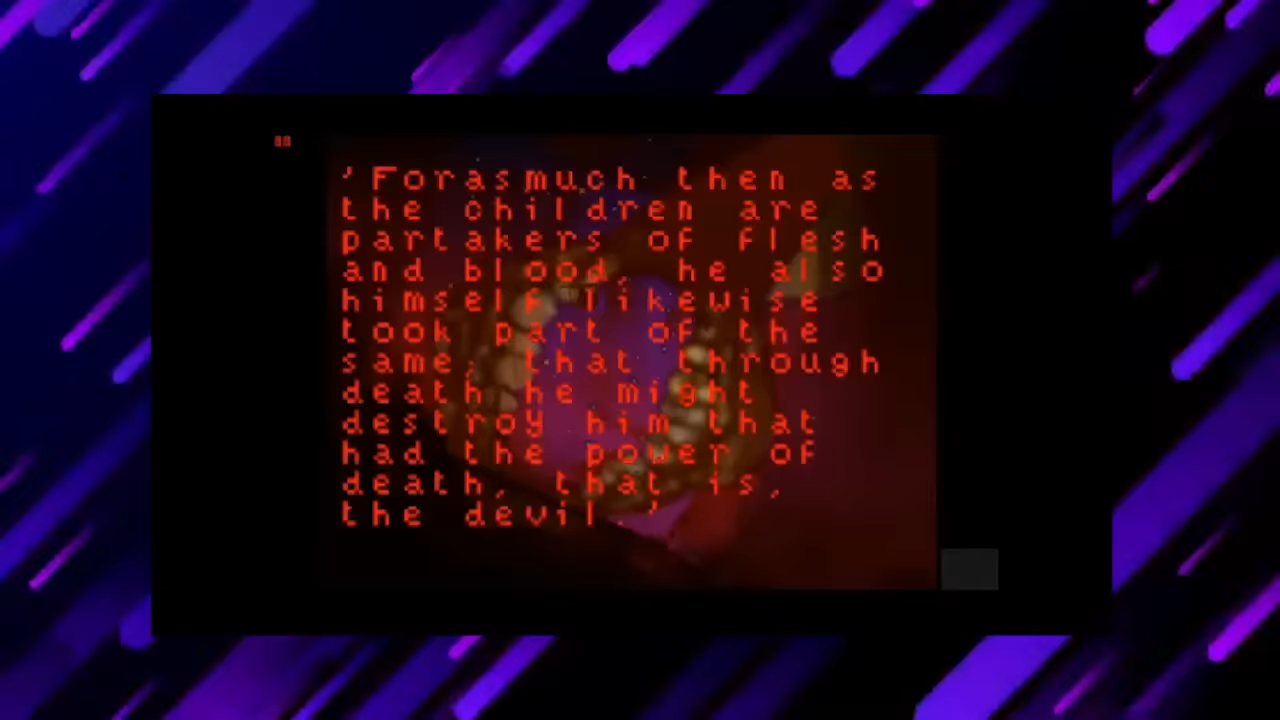 'Forasmuch then as
the children are
partakers of flesh
and blood, he also
himself likewise
took part of the
same; that through
death he might
destroy him that
had the power of
death, that is,
the devil.'